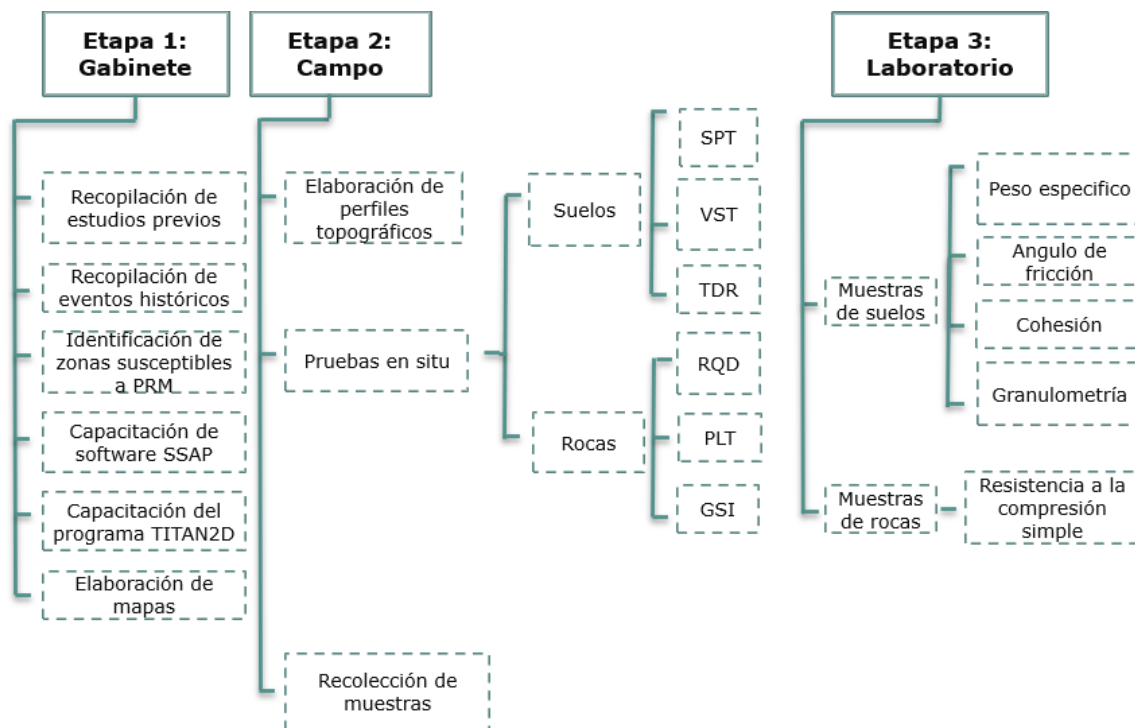 Etapa 1:
Gabinete
Recopilación de
estudios previos
Recopilación de
eventos históricos
Identificación de
zonas susceptibles
a PRM
Capacitación de
software SSAP
Capacitación del
programa TITAN2D
Elaboración de
mapas
Etapa 2:
Campo
Elaboración de
perfiles
topográficos
Pruebas en situ
Suelos
SPT
VST
TDR
Rocas
RQD
PLT
GSI
Recolección de
muestras
Etapa 3:
Laboratorio
Muestras
de suelos
Peso especifico
Angulo de
fricción
Cohesión
Granulometría
Muestras
de rocas
Resistencia a la
compresión
simple